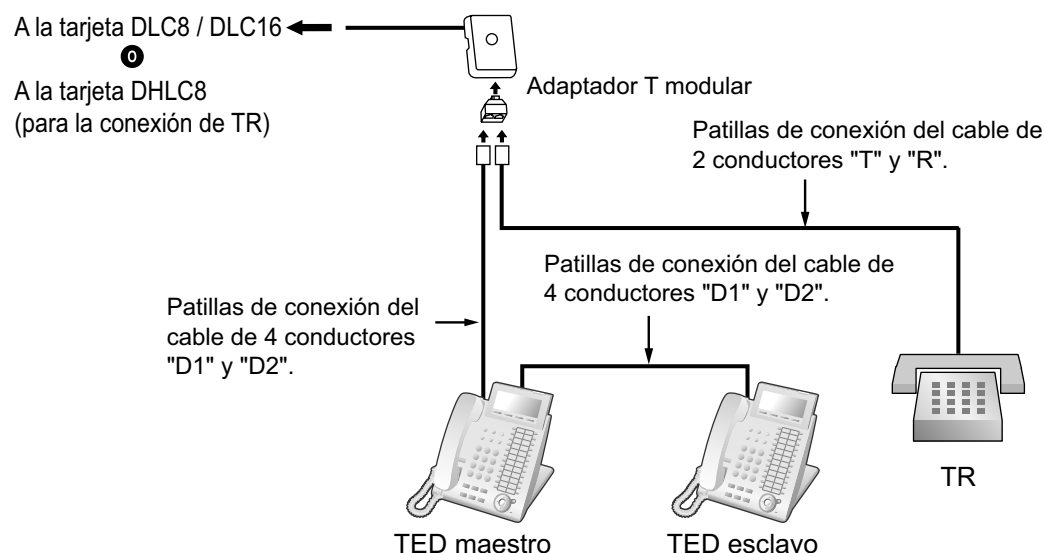 A la tarjeta DLC8 / DLC16
O
A la tarjeta DHLC8
(para la conexión de TR)
Adaptador T modular
Patillas de conexión del cable de
2 conductores "T" y "R".
Patillas de conexión del cable de
4 conductores "D1" y "D2".
Patillas de conexión del
cable de 4 conductores
"D1" y "D2".
TR
TED maestro
TED esclavo